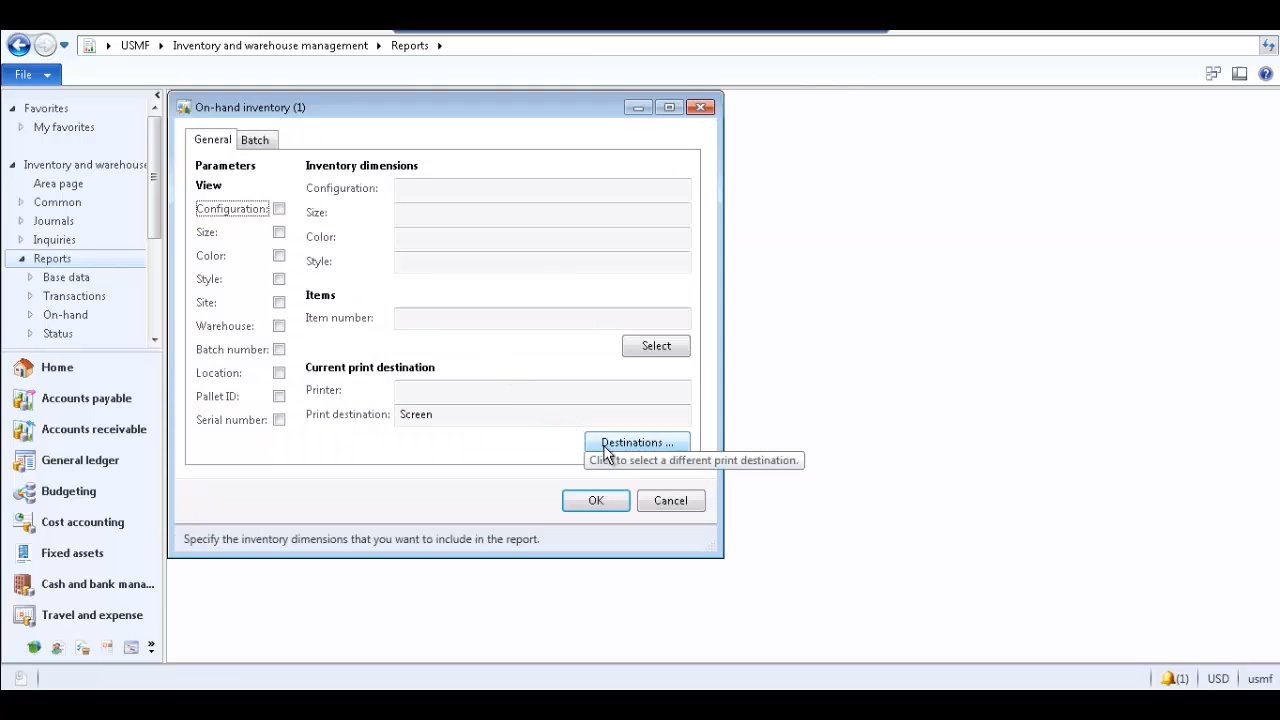 USMF Inventory and warehouse management Reports
File
Favorites
My favorites
Inventory and warehouse
Area page
Common
Journals
Inquiries
Reports
Base data
Transactions
On-hand
Status
Home
Accounts payable
Accounts receivable
General ledger
Budgeting
Cost accounting
Fixed assets
Cash and bank mana...
Travel and expense
On-hand inventory (1)
General Batch
Parameters
View
Configuration:
Size:
Color:
Style:
Site:
Warehouse:
Batch number:
Location:
Pallet ID:
Serial number:
Inventory dimensions
Configuration:
Size:
Color:
Style:
Items
Item number:
Select
Current print destination
Printer:
Print destination: Screen
Destinations ...
Click to select a different print destination.
OK Cancel
Specify the inventory dimensions that you want to include in the report.
(1) USD usmf